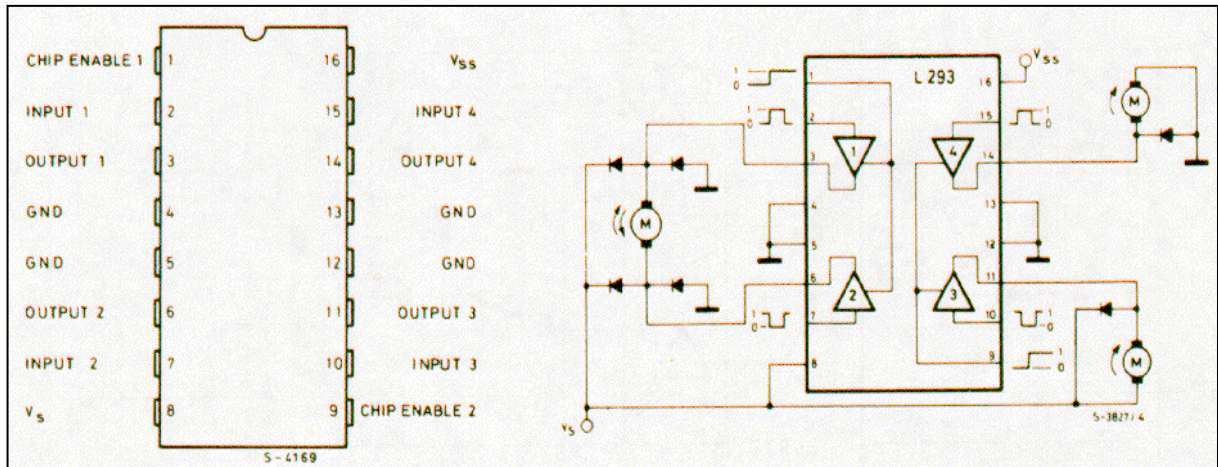 CHIP ENABLE 1 1 16 Vss
INPUT 1 2 15 INPUT 4
OUTPUT 1 3 14 OUTPUT 4
GND 4 13 GND
GND 5 12 GND
OUTPUT 2 6 11 OUTPUT 3
INPUT 2 7 10 INPUT 3
Vs 8 9 CHIP ENABLE 2
S-4169
L293
Vss
1
0
1
16
1
0
2
15
1
0
M
1
4
3
14
M
4
13
5
12
6
11
2
3
1
0
7
10
1
0
8
9
1
0
M
Vs
S-3827/4